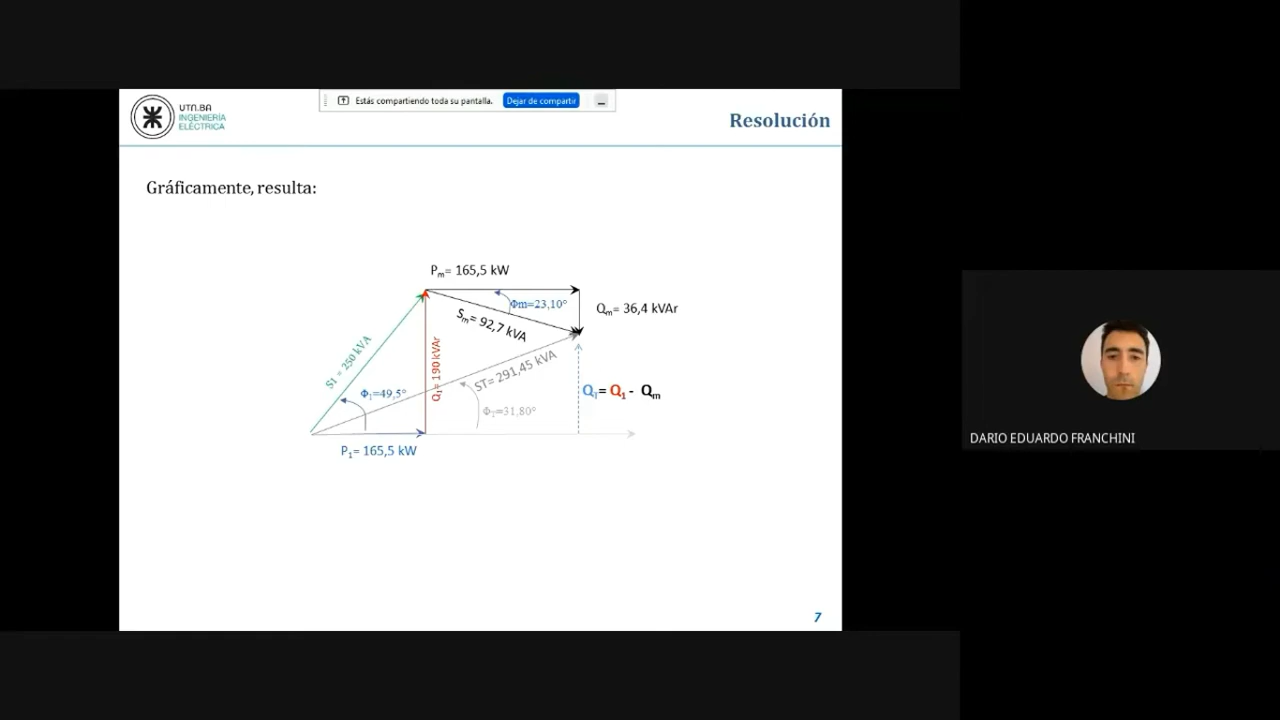 UTN.BA
INGENIERÍA
ELÉCTRICA
Estás compartiendo toda su pantalla.
Dejar de compartir
Resolución
Gráficamente, resulta:
Pm= 165,5 kW
Φm=23,10°
Qm= 36,4 kVAr
Sm= 92,7 kVA
S1 = 250 kVA
Q1= 190 kVAr
ST= 291,45 kVA
Φ1=49,5°
QT= Q1 - Qm
ΦT=31,80°
P1= 165,5 kW
DARIO EDUARDO FRANCHINI
7